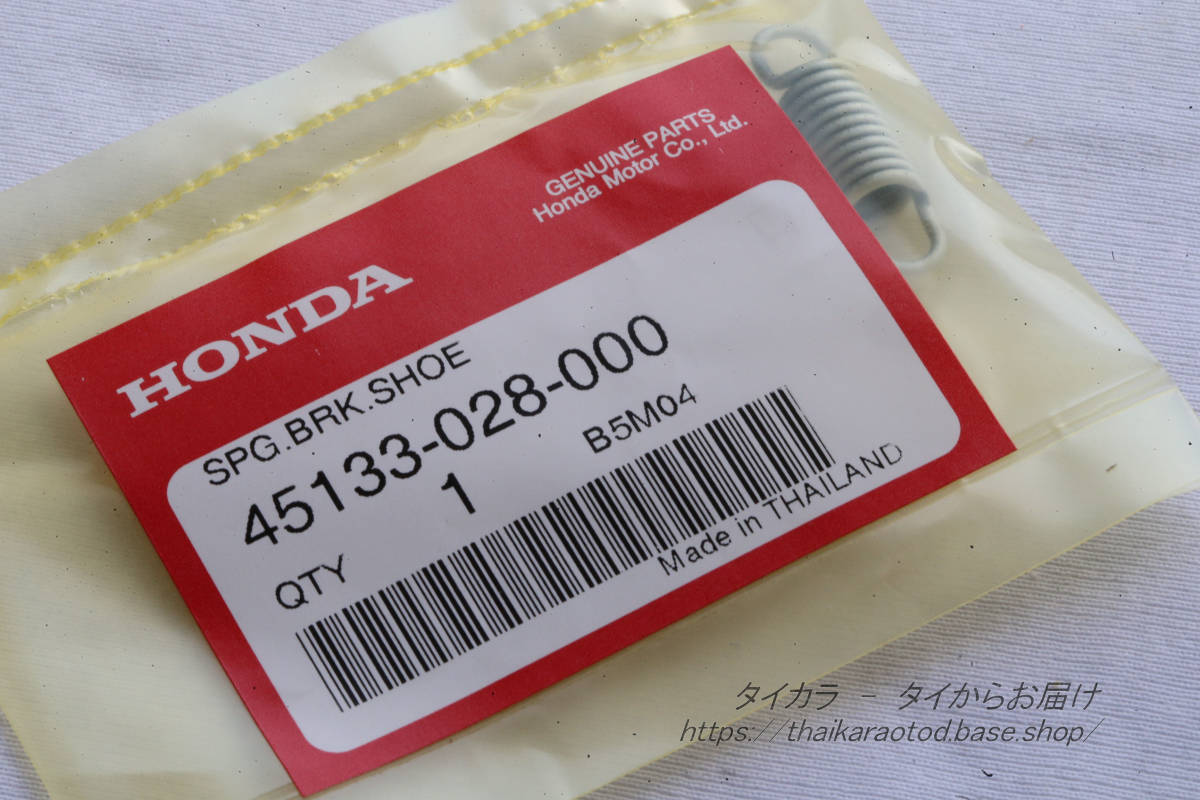 GENUINE PARTS
Honda Motor Co., Ltd.
HONDA
SPG.BRK.SHOE
45133-028-000
QTY 1 B5M04
Made in THAILAND
タイカラ － タイからお届け
https://thaikaraotod.base.shop/